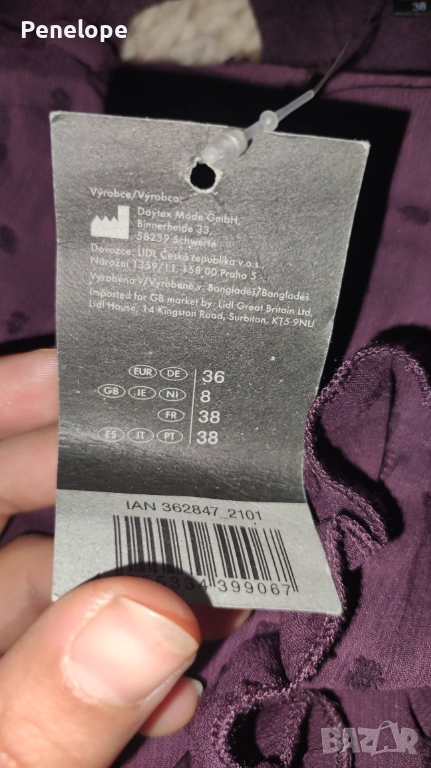 Penelope
38
Výrobce/Výrobca:
Daytex Mode GmbH,
Binnerheide 33,
58239 Schwerte
Dovozce: LIDL Česká republika v.o.s.,
Nárožní 1359/11, 158 00 Praha 5
Vyrobeno v/Vyrobené v: Bangladéš/Bangladéš
Imported for GB market by: Lidl Great Britain Ltd,
Lidl House, 14 Kingston Road, Surbiton, KT5 9NU
EUR DE 36
GB IE NI 8
FR 38
ES IT PT 38
IAN 362847_2101
399067
BAZAR